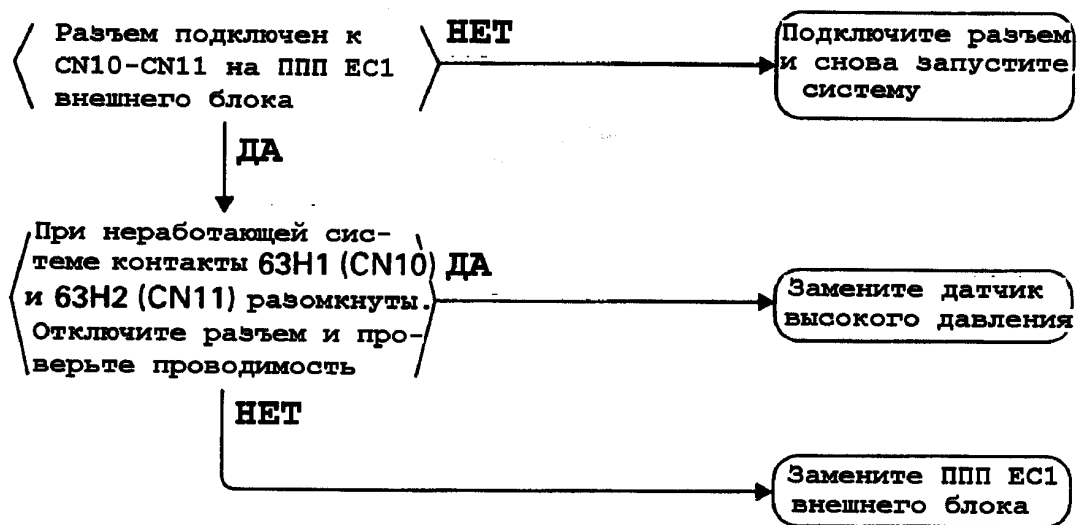 Разъем подключен к
CN10-CN11 на ППП EC1
внешнего блока
НЕТ
Подключите разъем
и снова запустите
систему
ДА
При неработающей сис-
теме контакты 63H1 (CN10)
и 63H2 (CN11) разомкнуты.
Отключите разъем и про-
верьте проводимость
ДА
Замените датчик
высокого давления
НЕТ
Замените ППП EC1
внешнего блока